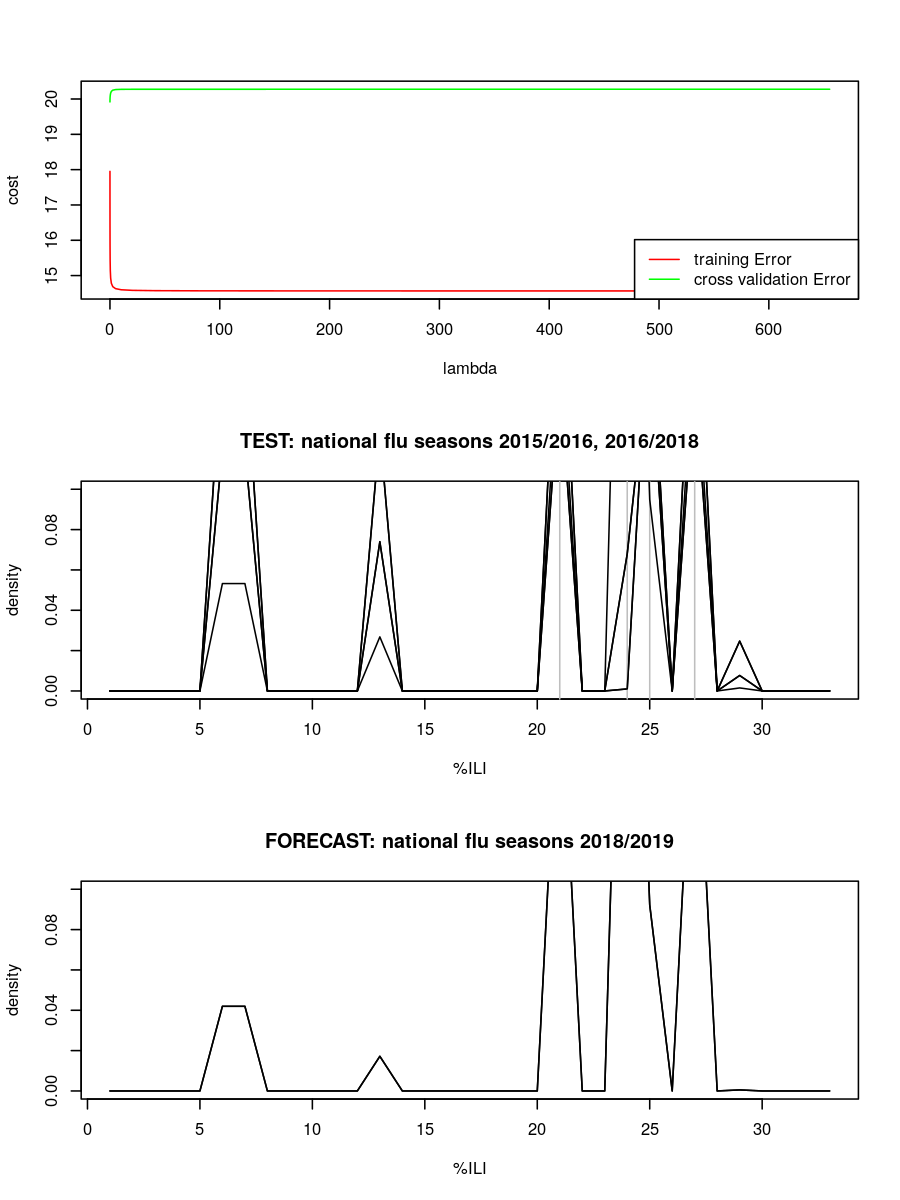 cost
20
19
18
17
16
15
training Error
cross validation Error
0 100 200 300 400 500 600
lambda
TEST: national flu seasons 2015/2016, 2016/2018
density
0.08
0.04
0.00
0 5 10 15 20 25 30
%ILI
FORECAST: national flu seasons 2018/2019
density
0.08
0.04
0.00
0 5 10 15 20 25 30
%ILI